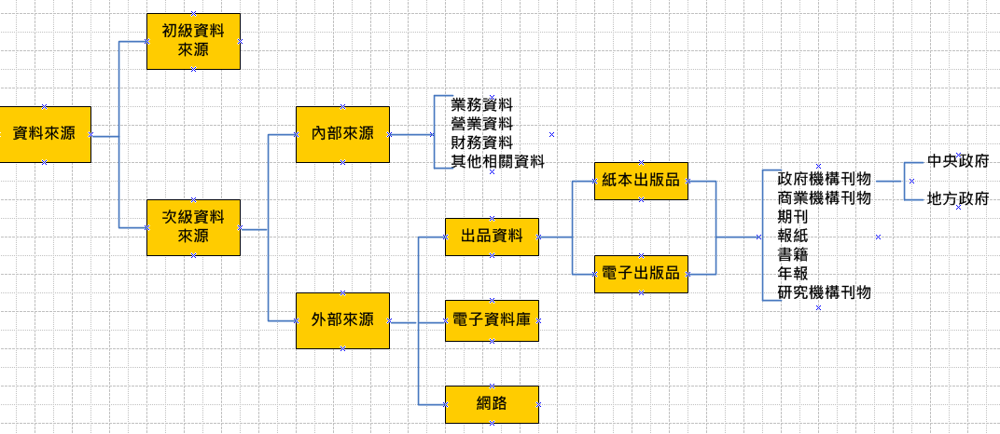 資料來源
初級資料
來源
次級資料
來源
內部來源
業務資料
營業資料
財務資料
其他相關資料
外部來源
出品資料
電子資料庫
網路
紙本出版品
電子出版品
政府機構刊物
商業機構刊物
期刊
報紙
書籍
年報
研究機構刊物
中央政府
地方政府